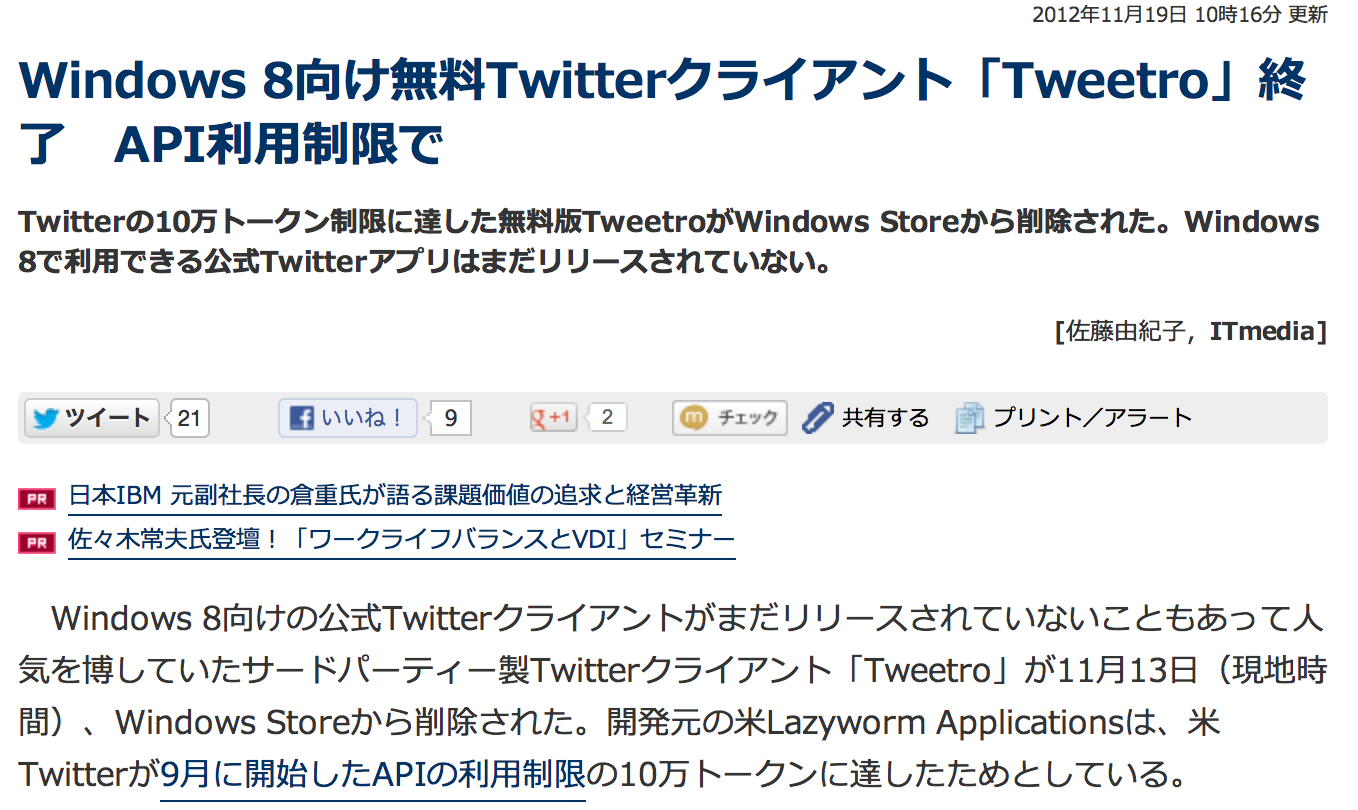 2012年11月19日 10時16分 更新
Windows 8向け無料Twitterクライアント「Tweetro」終
了　API利用制限で
Twitterの10万トークン制限に達した無料版TweetroがWindows Storeから削除された。Windows
8で利用できる公式Twitterアプリはまだリリースされていない。
[佐藤由紀子，ITmedia]
ツイート 21 いいね！ 9 g+1 2 m チェック 共有する プリント／アラート
PR 日本IBM 元副社長の倉重氏が語る課題価値の追求と経営革新
PR 佐々木常夫氏登壇！「ワークライフバランスとVDI」セミナー
　Windows 8向けの公式Twitterクライアントがまだリリースされていないこともあって人
気を博していたサードパーティー製Twitterクライアント「Tweetro」が11月13日（現地時
間）、Windows Storeから削除された。開発元の米Lazyworm Applicationsは、米
Twitterが9月に開始したAPIの利用制限の10万トークンに達したためとしている。